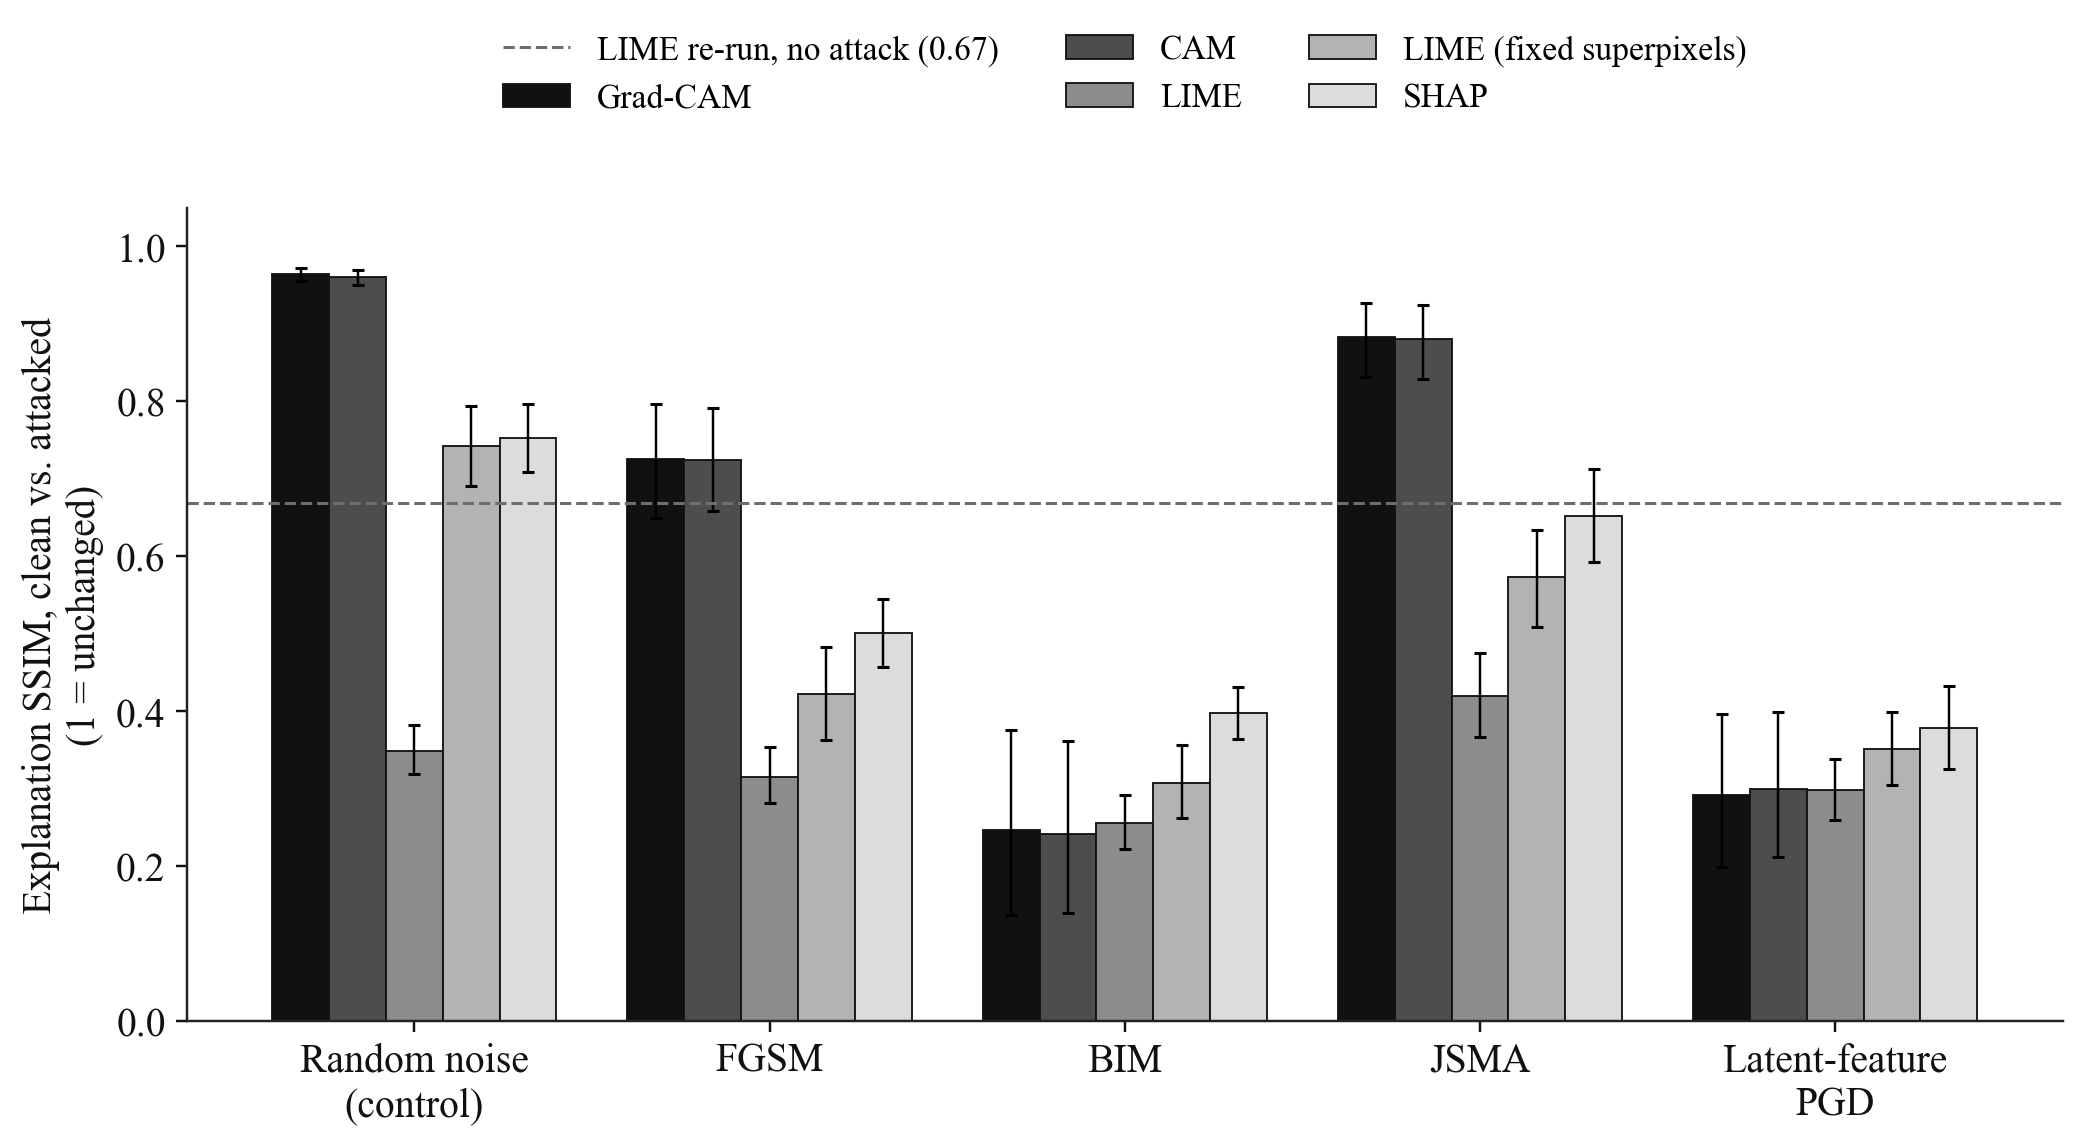 LIME re-run, no attack (0.67)
Grad-CAM
CAM
LIME
LIME (fixed superpixels)
SHAP
Explanation SSIM, clean vs. attacked
(1 = unchanged)
1.0
0.8
0.6
0.4
0.2
0.0
Random noise
(control)
FGSM
BIM
JSMA
Latent-feature
PGD